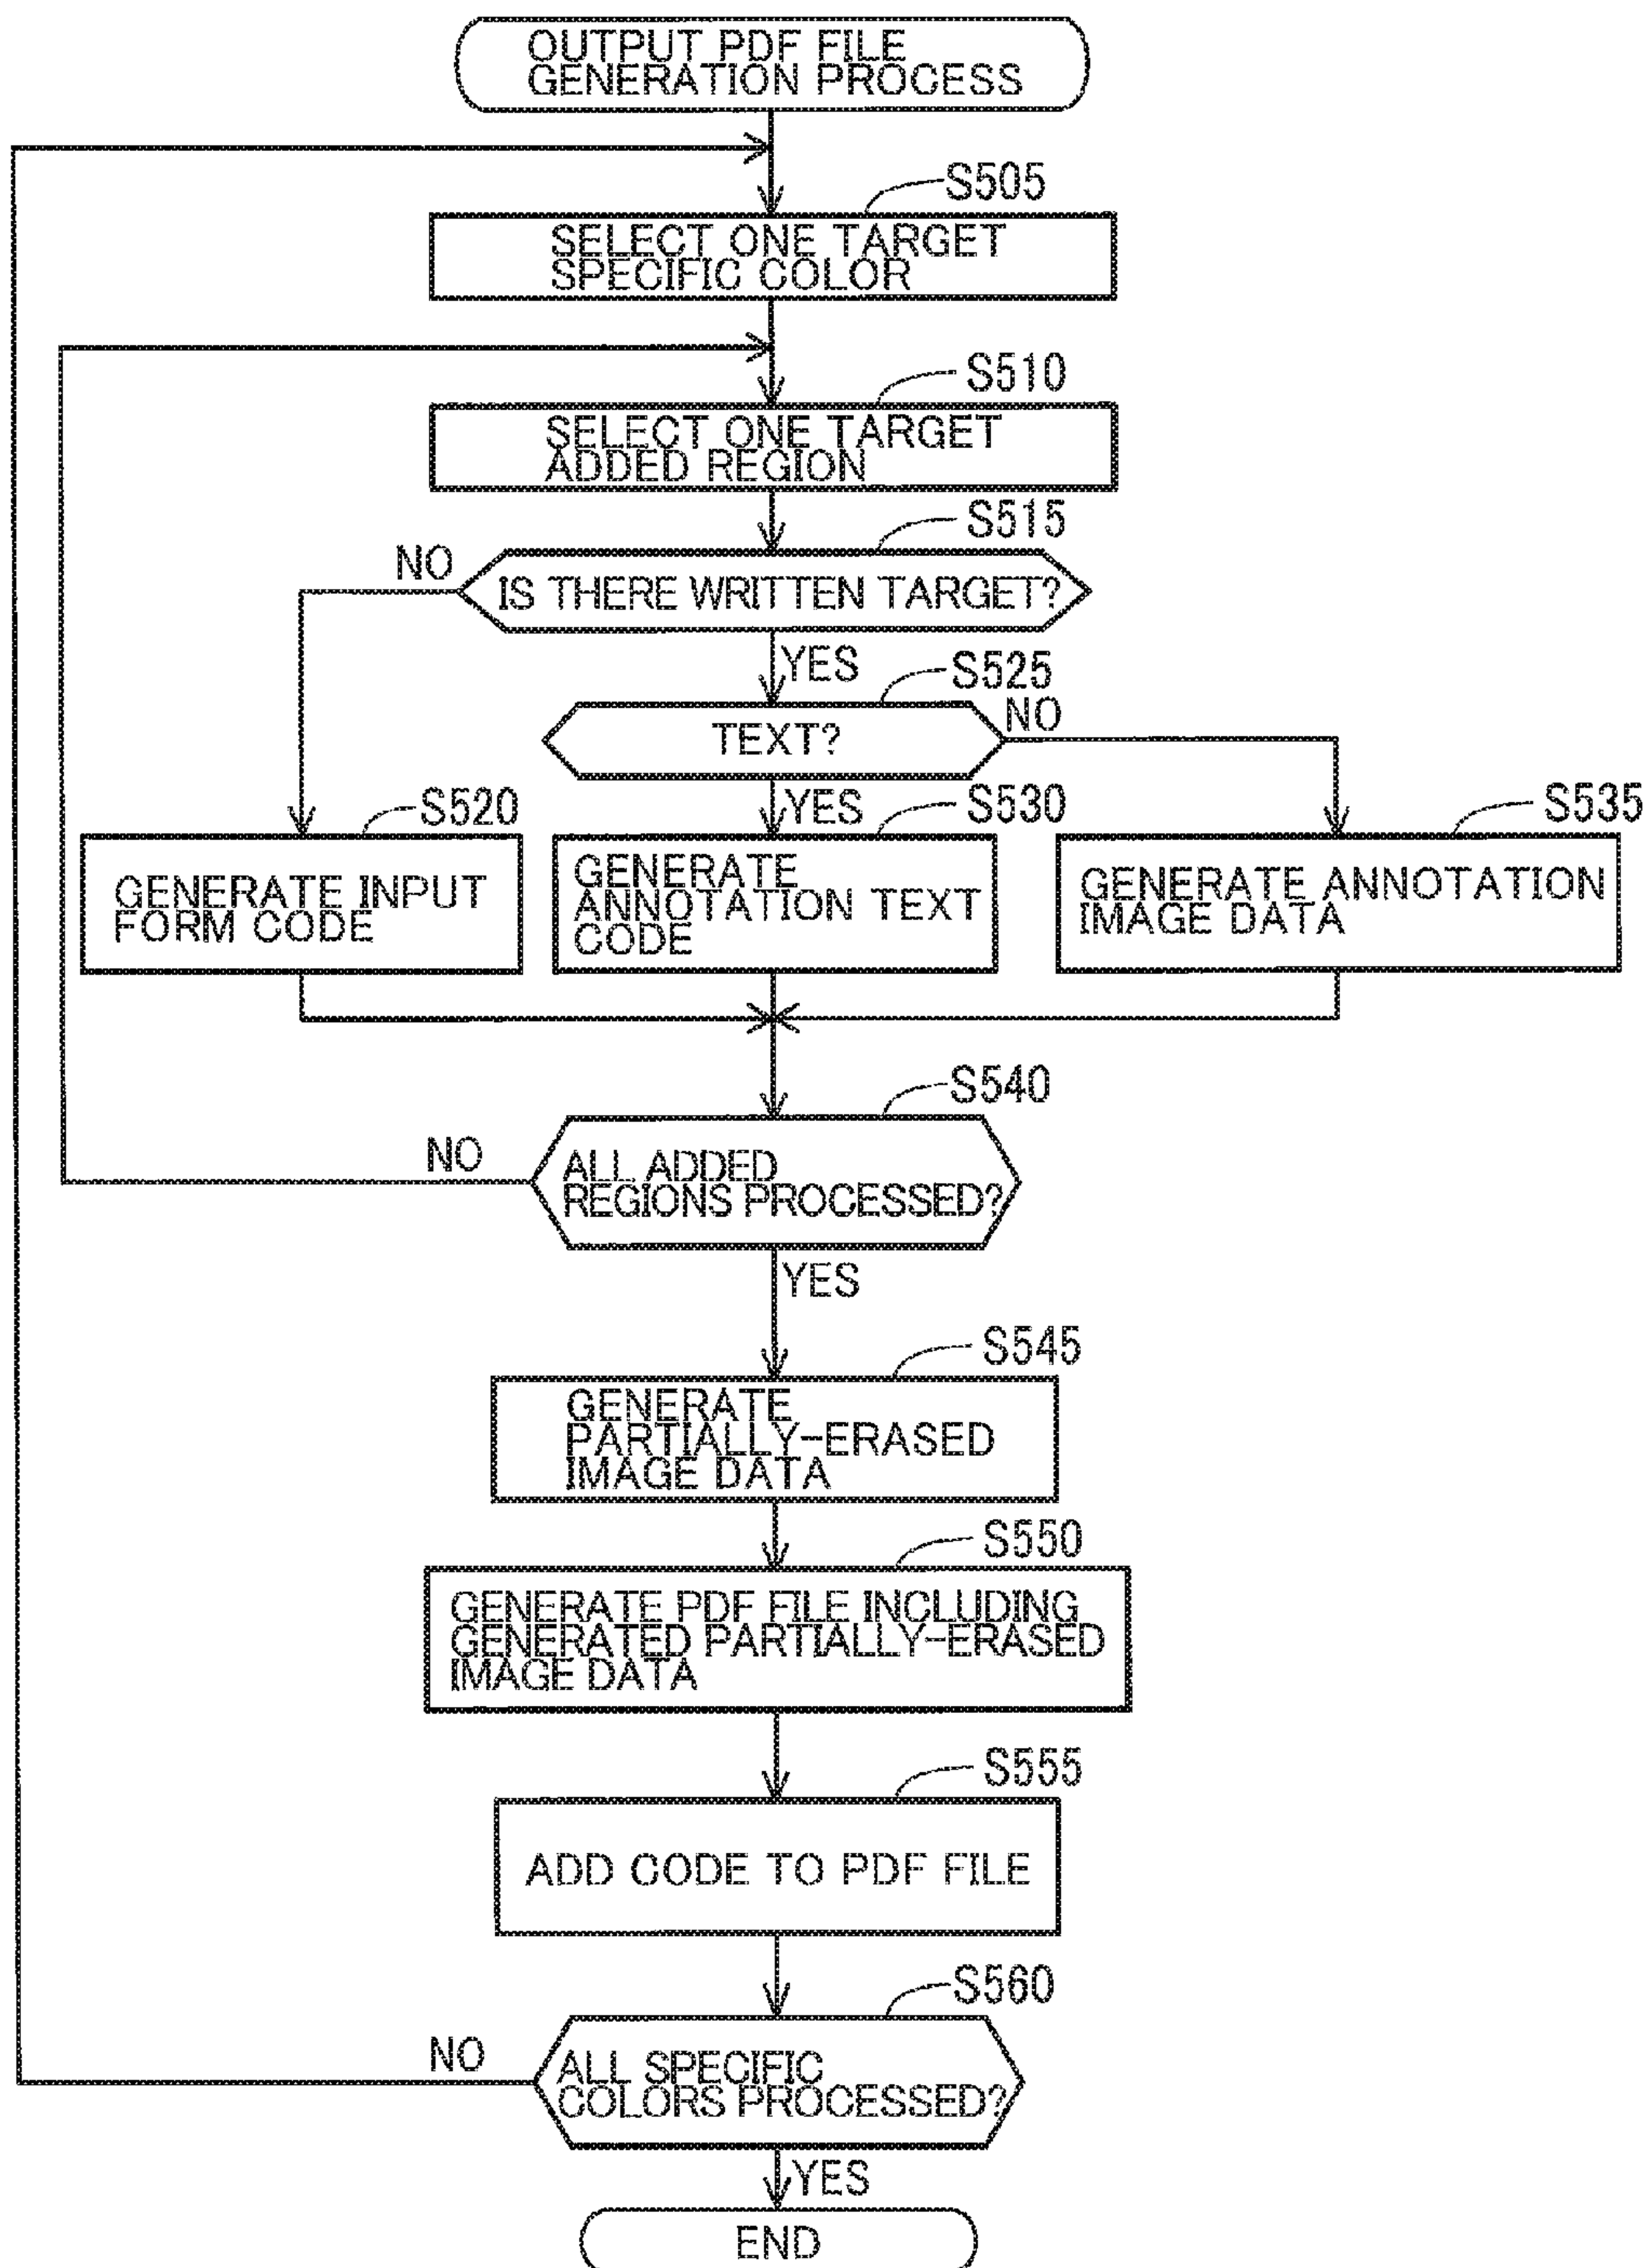 OUTPUT PDF FILE
GENERATION PROCESS
S505
SELECT ONE TARGET
SPECIFIC COLOR
S510
SELECT ONE TARGET
ADDED REGION
S515
NO
IS THERE WRITTEN TARGET?
YES
S525
NO
TEXT?
S520
YES
S530
S535
GENERATE INPUT
FORM CODE
GENERATE
ANNOTATION TEXT
CODE
GENERATE ANNOTATION
IMAGE DATA
S540
NO
ALL ADDED
REGIONS PROCESSED?
YES
S545
GENERATE
PARTIALLY-ERASED
IMAGE DATA
S550
GENERATE PDF FILE INCLUDING
GENERATED PARTIALLY-ERASED
IMAGE DATA
S555
ADD CODE TO PDF FILE
S560
NO
ALL SPECIFIC
COLORS PROCESSED?
YES
END